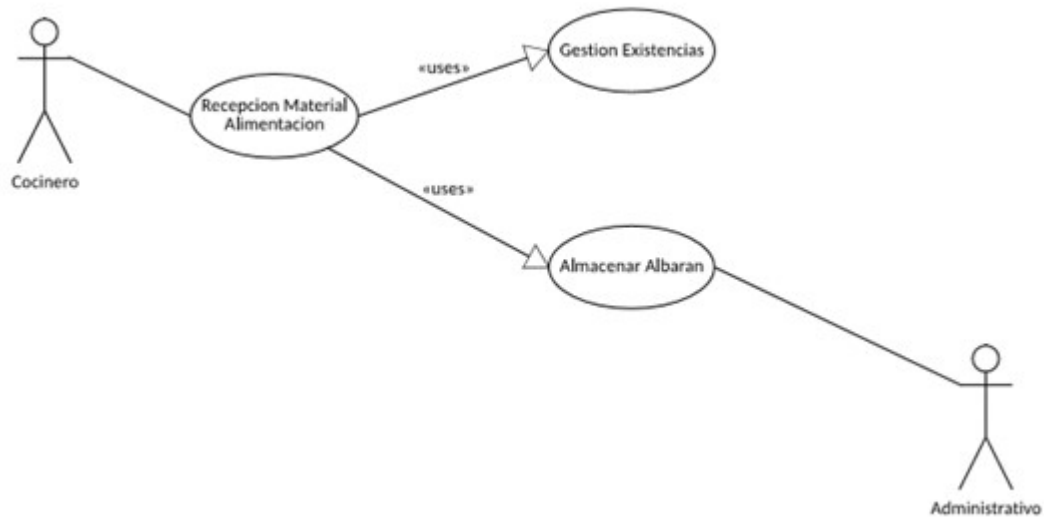 Gestion Existencias
«uses»
Recepcion Material
Alimentacion
Cocinero
«uses»
Almacenar Albaran
Administrativo